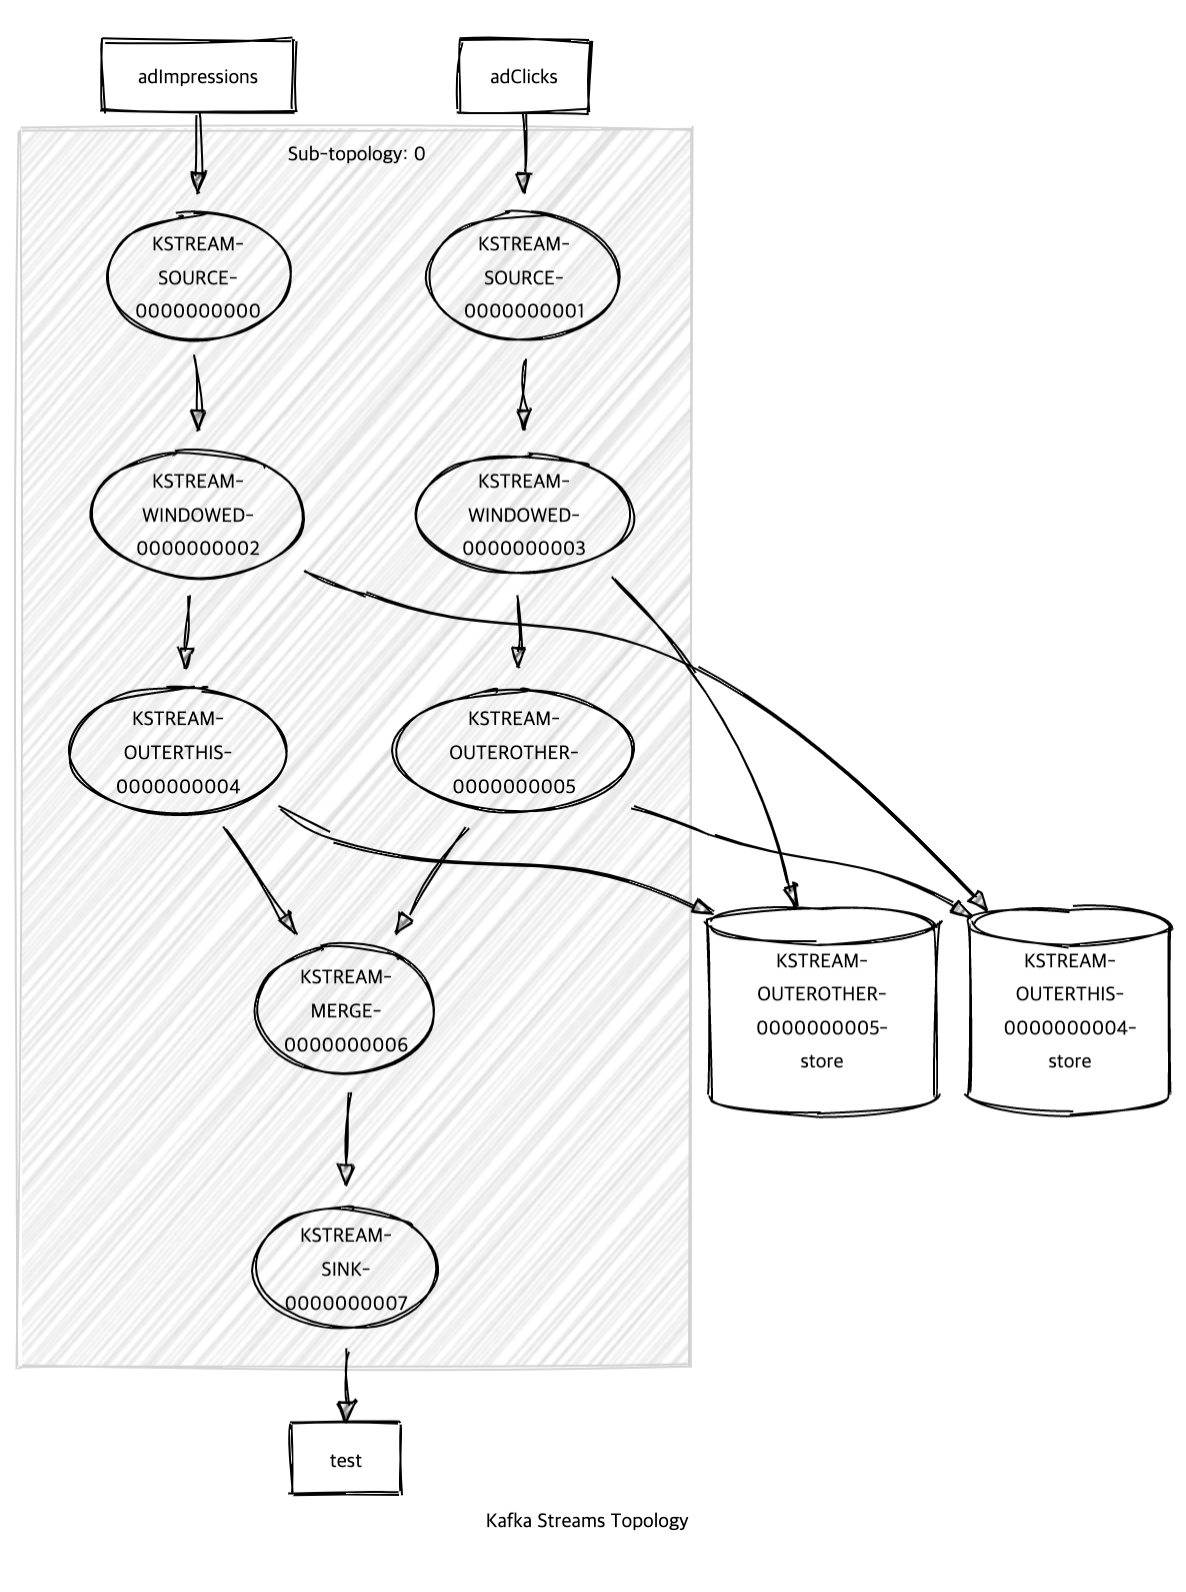 adImpressions
adClicks
Sub-topology: 0
KSTREAM-
SOURCE-
0000000000
KSTREAM-
SOURCE-
0000000001
KSTREAM-
WINDOWED-
0000000002
KSTREAM-
WINDOWED-
0000000003
KSTREAM-
OUTERTHIS-
0000000004
KSTREAM-
OUTEROTHER-
0000000005
KSTREAM-
MERGE-
0000000006
KSTREAM-
OUTEROTHER-
0000000005-
store
KSTREAM-
OUTERTHIS-
0000000004-
store
KSTREAM-
SINK-
0000000007
test
Kafka Streams Topology